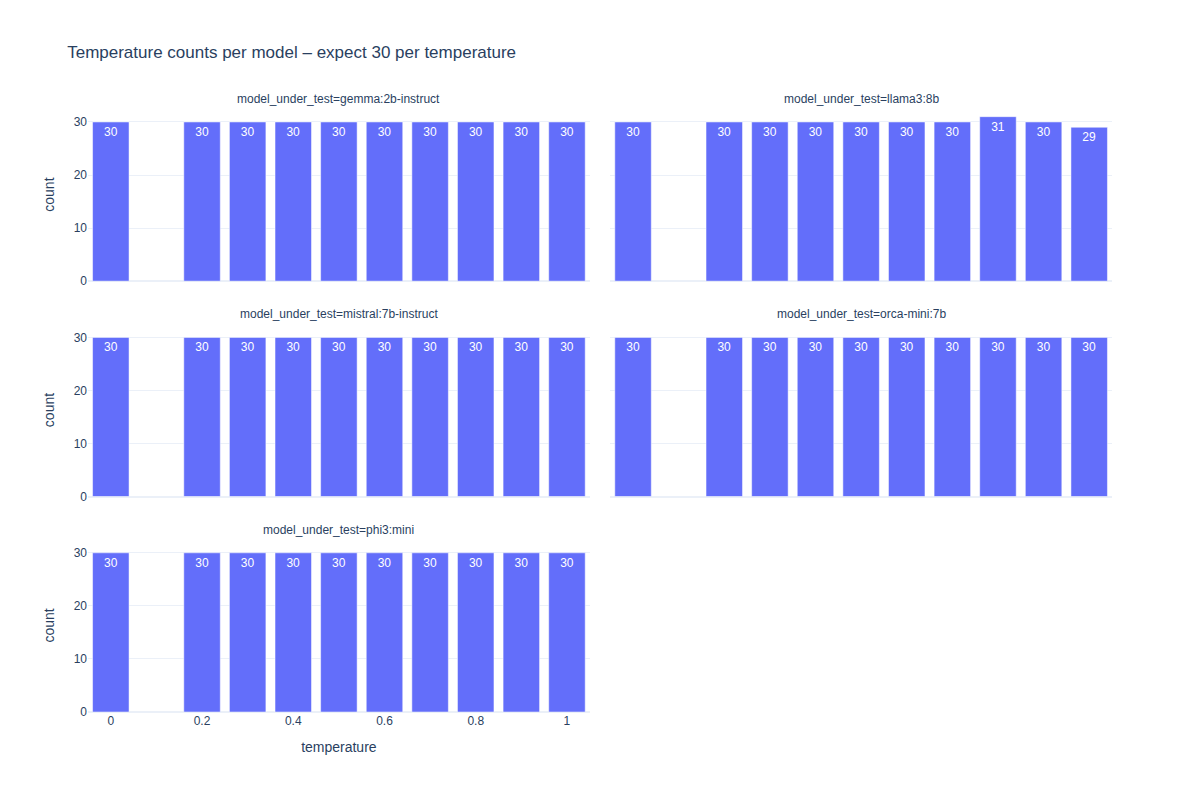 Temperature counts per model – expect 30 per temperature
model_under_test=gemma:2b-instruct
model_under_test=llama3:8b
count
30
20
10
0
30 30 30 30 30 30 30 30 30 30
30 30 30 30 30 30 30 31 30 29
model_under_test=mistral:7b-instruct
model_under_test=orca-mini:7b
count
30
20
10
0
30 30 30 30 30 30 30 30 30 30
30 30 30 30 30 30 30 30 30 30
model_under_test=phi3:mini
count
30
20
10
0
30 30 30 30 30 30 30 30 30 30
0 0.2 0.4 0.6 0.8 1
temperature